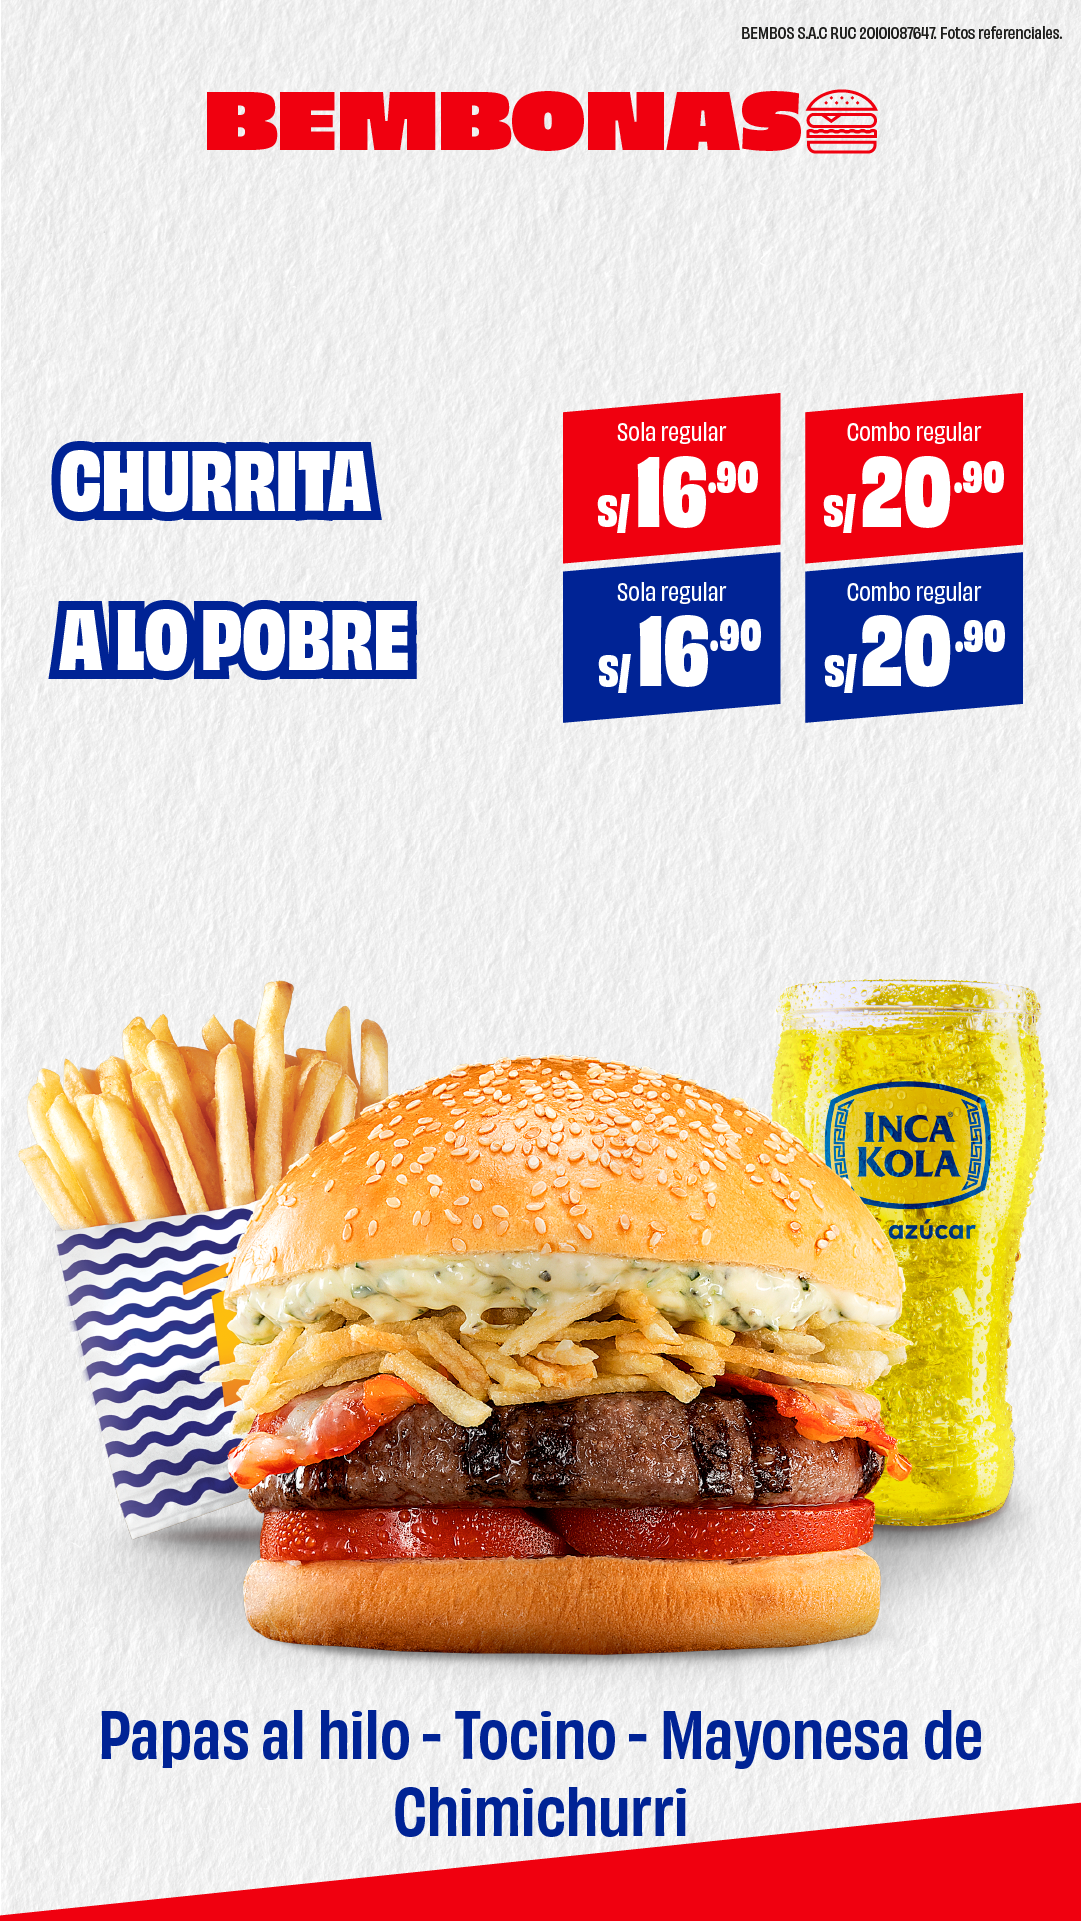 BEMBOS S.A.C RUC 20101087647. Fotos referenciales.
BEMBONAS
CHURRITA
Sola regular
S/16.90
Combo regular
S/20.90
A LO POBRE
Sola regular
S/16.90
Combo regular
S/20.90
INCA
KOLA
azúcar
Papas al hilo - Tocino - Mayonesa de
Chimichurri